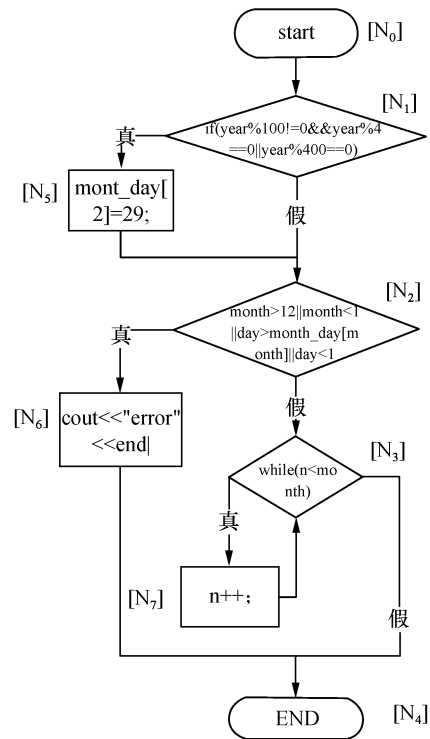 start
[N₀]
[N₁]
if(year%100!=0&&year%4
==0||year%400==0)
真
[N₅]
mont_day[
2]=29;
假
[N₂]
month>12||month<1
||day>month_day[m
onth]||day<1
真
[N₆]
cout<<"error"
<<end|
假
[N₃]
while(n<mo
nth)
真
[N₇]
n++；
假
END
[N₄]